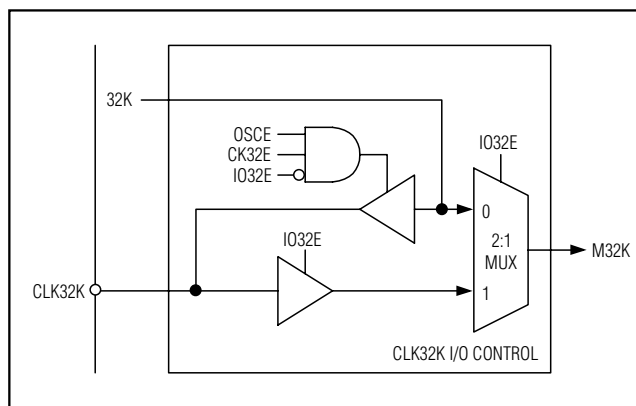 32K
OSCE
CK32E
IO32E
IO32E
0
2:1
MUX
M32K
IO32E
CLK32K
1
CLK32K I/O CONTROL